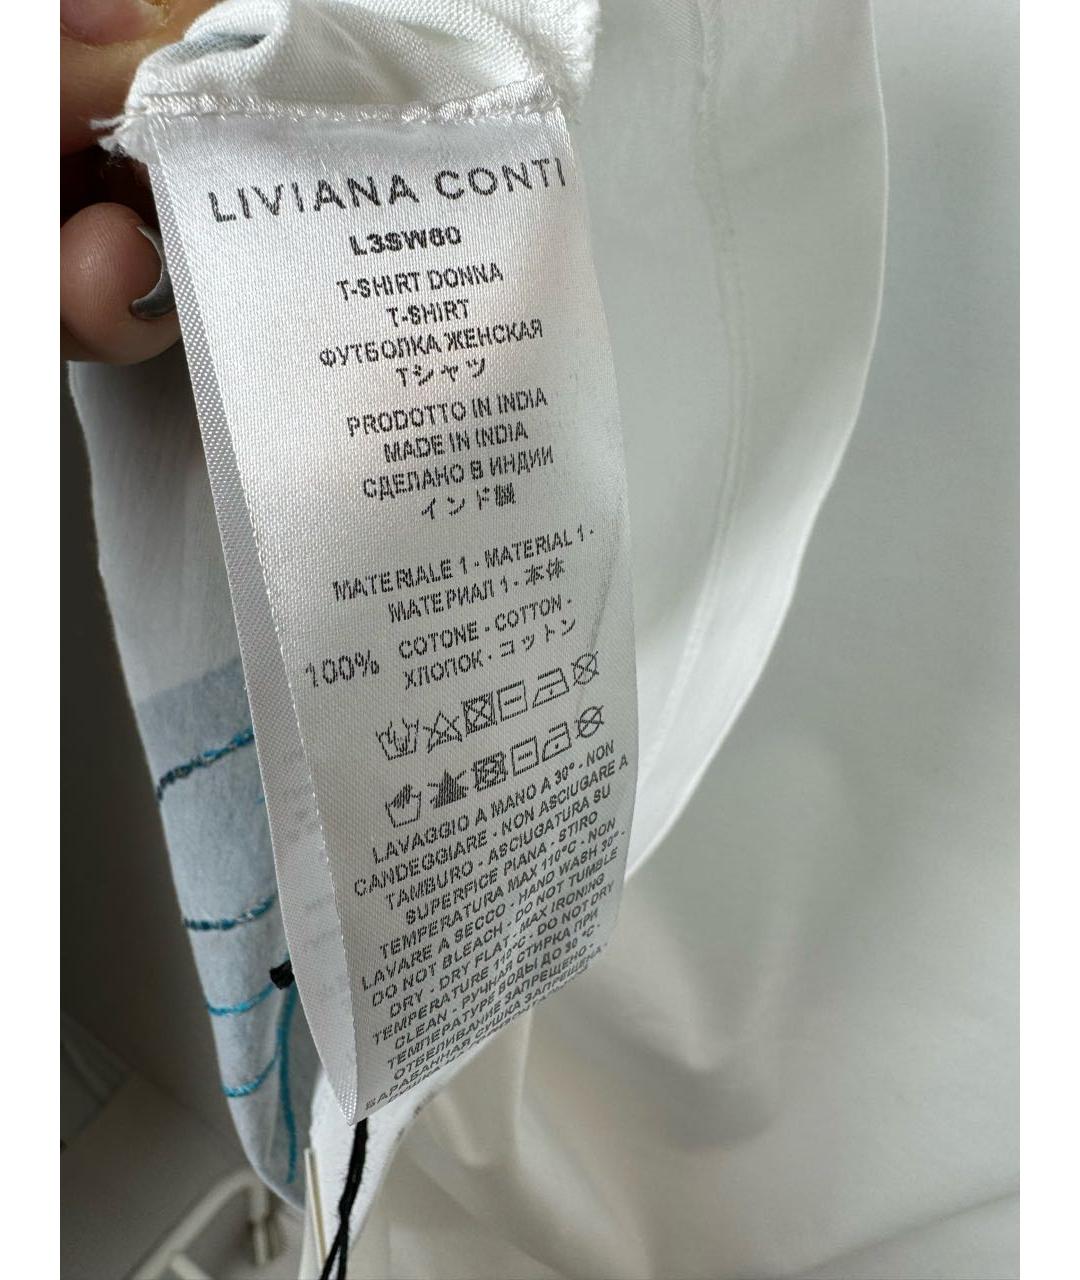 LIVIANA CONTI
L3SW60
T-SHIRT DONNA
T-SHIRT
ФУТБОЛКА ЖЕНСКАЯ
Tシャツ
PRODOTTO IN INDIA
MADE IN INDIA
СДЕЛАНО В ИНДИИ
インド製
MATERIALE 1 - MATERIAL 1 -
МАТЕРИАЛ 1 - 本体
100% COTONE - COTTON -
ХЛОПОК - コットン
LAVAGGIO A MANO A 30° - NON
CANDEGGIARE - NON ASCIUGARE A
TAMBURO - ASCIUGATURA SU
SUPERFICE PIANA - STIRO
TEMPERATURA MAX 110°C - NON
LAVARE A SECCO - HAND WASH 30° -
DO NOT BLEACH - DO NOT TUMBLE
DRY - DRY FLAT - MAX IRONING
TEMPERATURE 110°C - DO NOT DRY
CLEAN - РУЧНАЯ СТИРКА ПРИ
ТЕМПЕРАТУРЕ ВОДЫ ДО 30 °C -
ОТБЕЛИВАНИЕ ЗАПРЕЩЕНО -
БАРАБАННАЯ СУШКА ЗАПРЕЩЕНА -